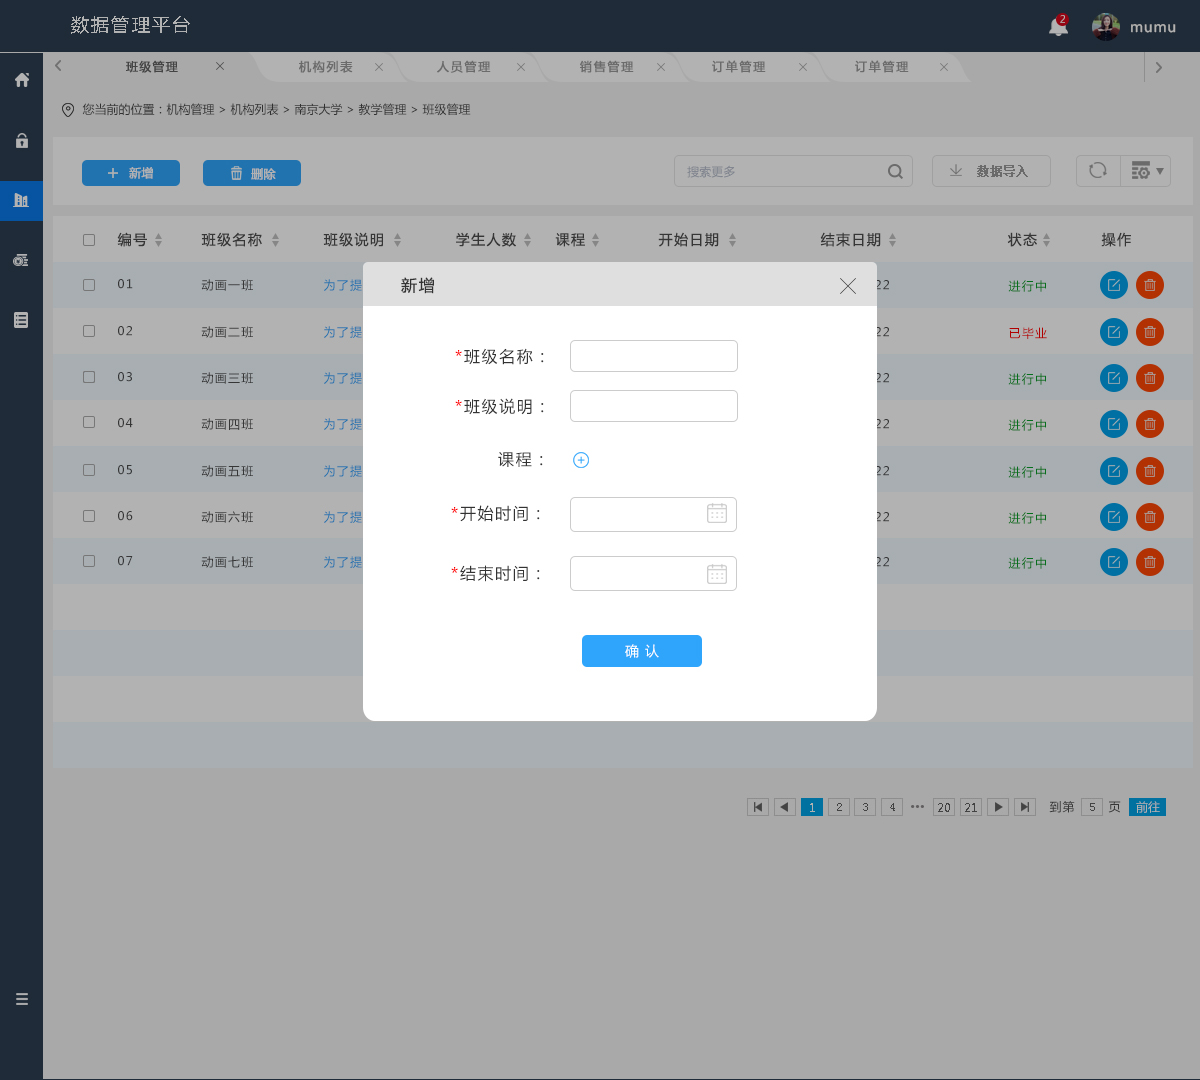 数据管理平台
2
mumu
班级管理 机构列表 人员管理 销售管理 订单管理 订单管理
您当前的位置：机构管理 > 机构列表 > 南京大学 > 教学管理 > 班级管理
新增 删除 搜索更多 数据导入
编号 班级名称 班级说明 学生人数 课程 开始日期 结束日期 状态 操作
01 动画一班 为了提 22 进行中
02 动画二班 为了提 22 已毕业
03 动画三班 为了提 22 进行中
04 动画四班 为了提 22 进行中
05 动画五班 为了提 22 进行中
06 动画六班 为了提 22 进行中
07 动画七班 为了提 22 进行中
新增
*班级名称：
*班级说明：
课程：
*开始时间：
*结束时间：
确 认
1 2 3 4 ••• 20 21 到第 5 页 前往